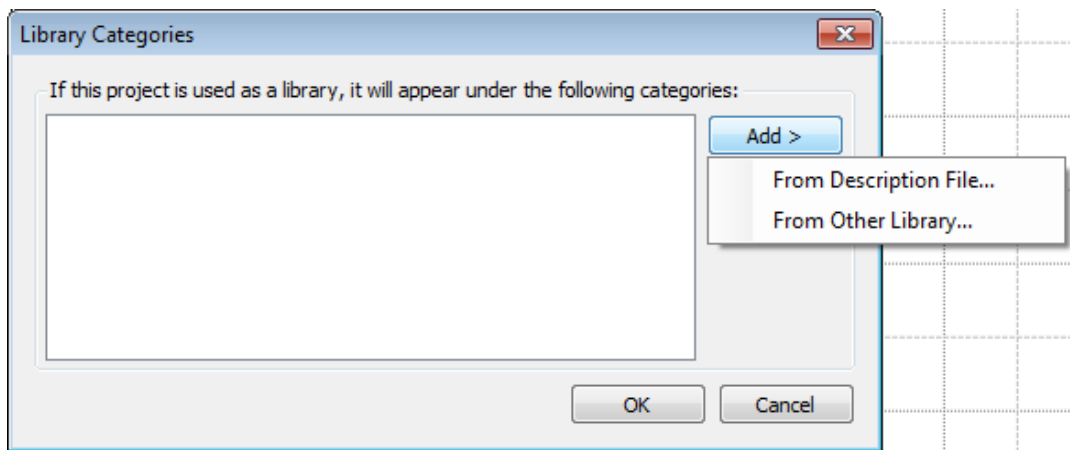 Library Categories
If this project is used as a library, it will appear under the following categories:
Add >
From Description File...
From Other Library...
OK
Cancel